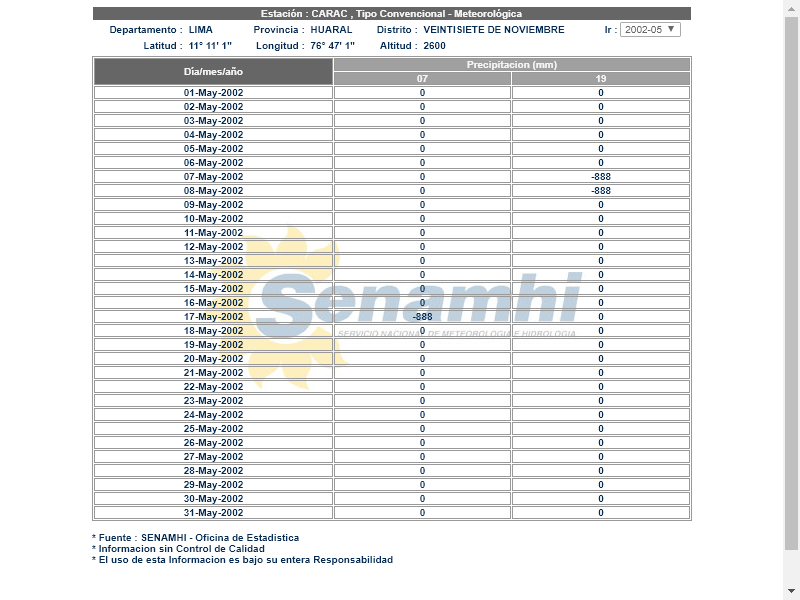 Estación : CARAC , Tipo Convencional - Meteorológica
Departamento : LIMA Provincia : HUARAL Distrito : VEINTISIETE DE NOVIEMBRE Ir : 2002-05
Latitud : 11° 11' 1" Longitud : 76° 47' 1" Altitud : 2600
Dia/mes/año Precipitacion (mm)
07 19
01-May-2002 0 0
02-May-2002 0 0
03-May-2002 0 0
04-May-2002 0 0
05-May-2002 0 0
06-May-2002 0 0
07-May-2002 0 -888
08-May-2002 0 -888
09-May-2002 0 0
10-May-2002 0 0
11-May-2002 0 0
12-May-2002 0 0
13-May-2002 0 0
14-May-2002 0 0
15-May-2002 0 0
16-May-2002 0 0
17-May-2002 -888 0
18-May-2002 0 0
19-May-2002 0 0
20-May-2002 0 0
21-May-2002 0 0
22-May-2002 0 0
23-May-2002 0 0
24-May-2002 0 0
25-May-2002 0 0
26-May-2002 0 0
27-May-2002 0 0
28-May-2002 0 0
29-May-2002 0 0
30-May-2002 0 0
31-May-2002 0 0
Senamhi
SERVICIO NACIONAL DE METEOROLOGIA E HIDROLOGIA
* Fuente : SENAMHI - Oficina de Estadistica
* Informacion sin Control de Calidad
* El uso de esta Informacion es bajo su entera Responsabilidad